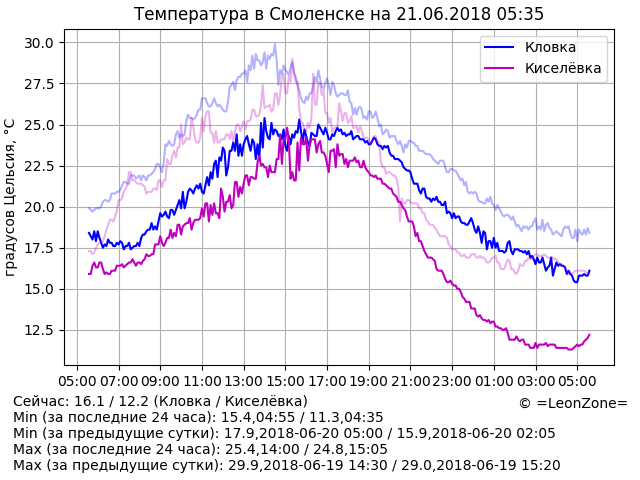 Температура в Смоленске на 21.06.2018 05:35
градусов Цельсия, °C
30.0
27.5
25.0
22.5
20.0
17.5
15.0
12.5
Кловка
Киселёвка
05:00 07:00 09:00 11:00 13:00 15:00 17:00 19:00 21:00 23:00 01:00 03:00 05:00
Сейчас: 16.1 / 12.2 (Кловка / Киселёвка)
© =LeonZone=
Min (за последние 24 часа): 15.4,04:55 / 11.3,04:35
Min (за предыдущие сутки): 17.9,2018-06-20 05:00 / 15.9,2018-06-20 02:05
Max (за последние 24 часа): 25.4,14:00 / 24.8,15:05
Max (за предыдущие сутки): 29.9,2018-06-19 14:30 / 29.0,2018-06-19 15:20